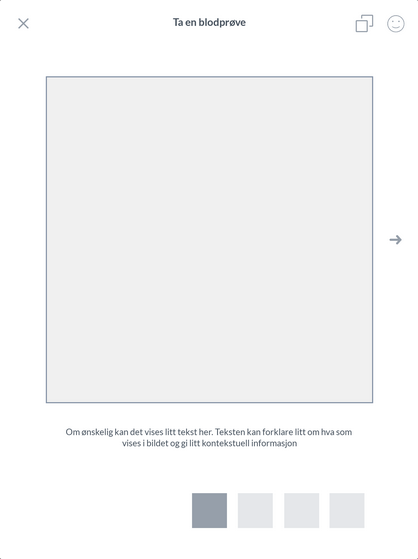 Ta en blodprøve
Om ønskelig kan det vises litt tekst her. Teksten kan forklare litt om hva som
vises i bildet og gi litt kontekstuell informasjon